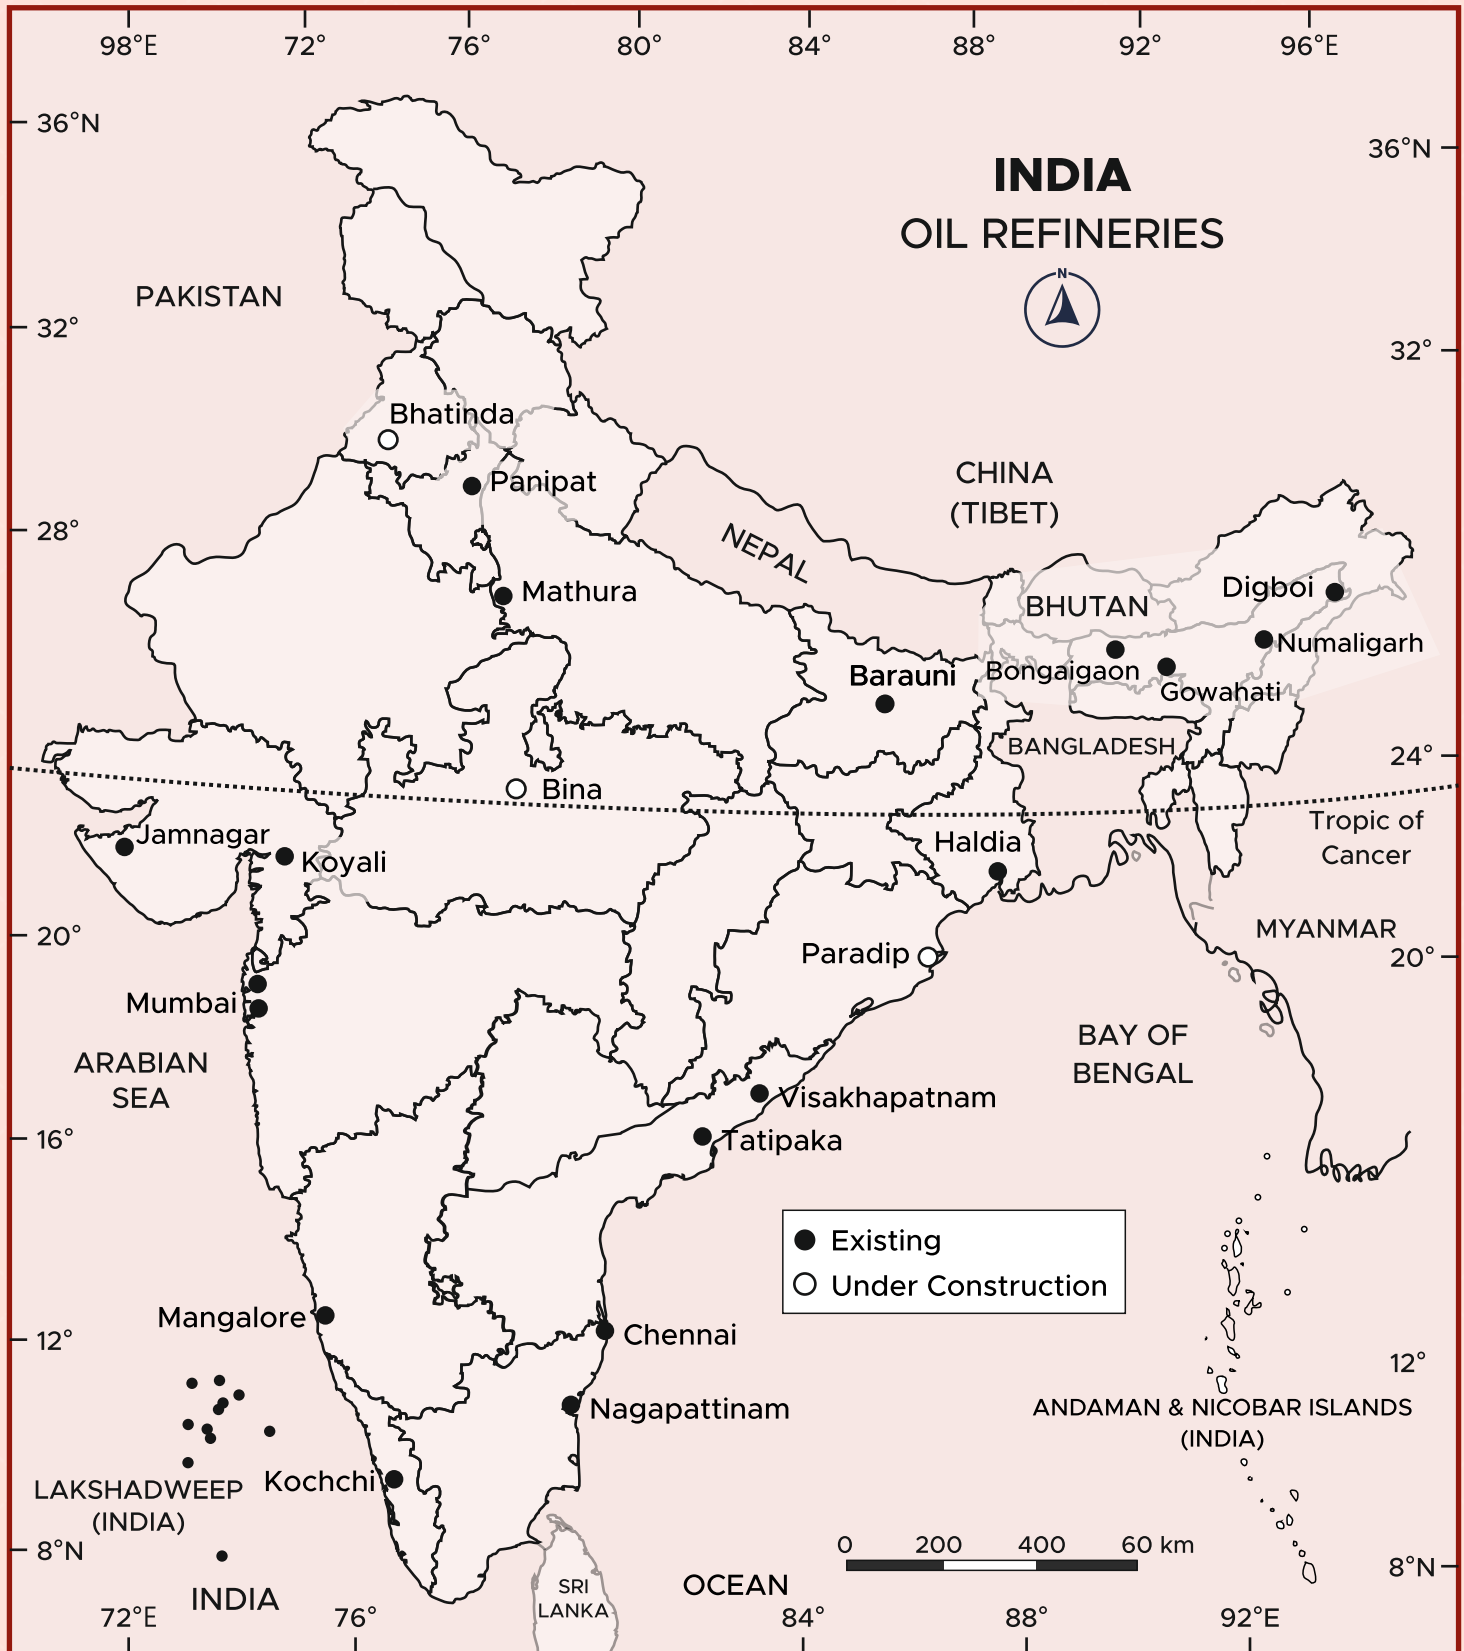 98°E 72° 76° 80° 84° 88° 92° 96°E
36°N
36°N
INDIA
OIL REFINERIES
N
PAKISTAN
32°
32°
Bhatinda
Panipat
CHINA
(TIBET)
28°
NEPAL
Mathura
BHUTAN
Digboi
Numaligarh
Bongaigaon
Gowahati
Barauni
BANGLADESH
24°
Bina
Tropic of
Cancer
Jamnagar
Koyali
Haldia
MYANMAR
20°
20°
Paradip
Mumbai
ARABIAN
SEA
BAY OF
BENGAL
Visakhapatnam
16°
Tatipaka
Existing
Under Construction
Mangalore
12°
Chennai
12°
Nagapattinam
ANDAMAN & NICOBAR ISLANDS
(INDIA)
LAKSHADWEEP
(INDIA)
Kochchi
8°N
0 200 400 60 km
8°N
INDIA
OCEAN
SRI
LANKA
72°E 76° 84° 88° 92°E